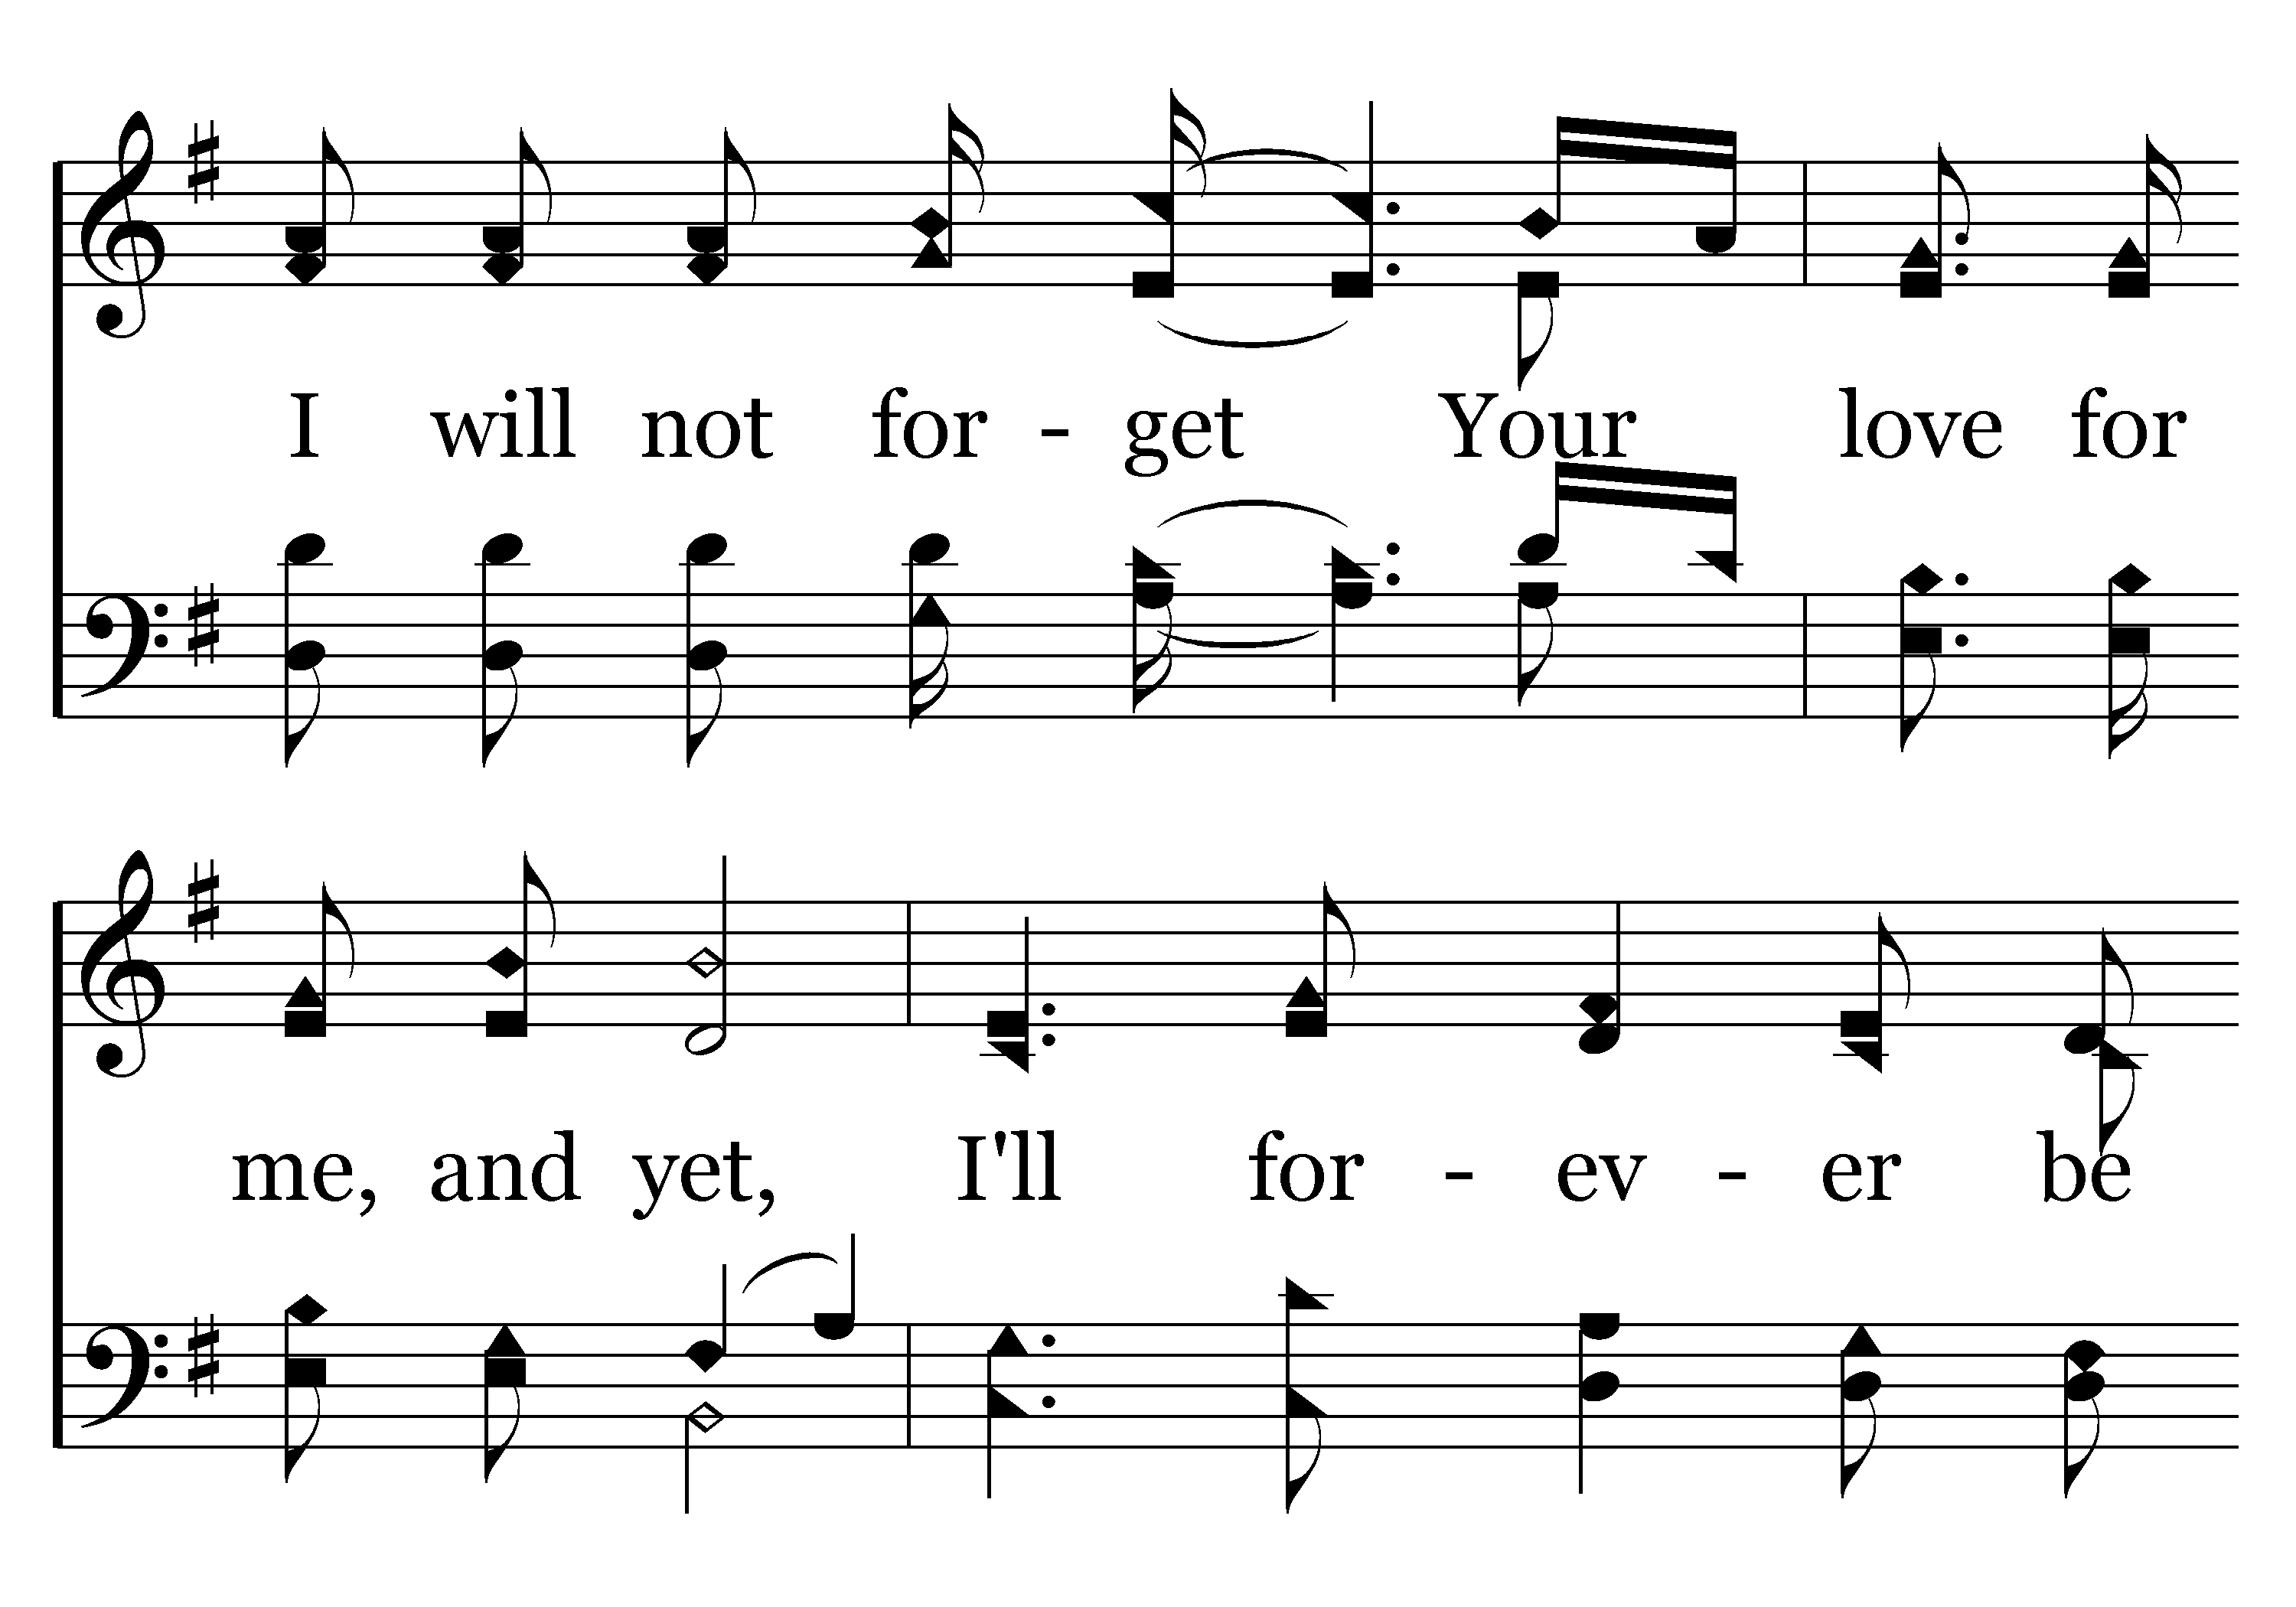 I will not for - get Your love for
me, and yet, I'll for - ev - er be